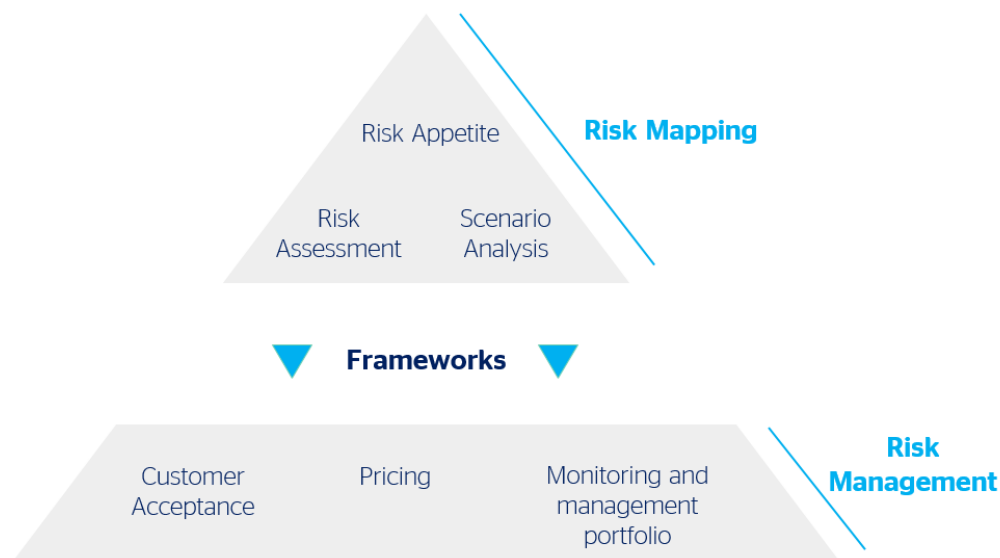 Risk Appetite
Risk Mapping
Risk
Assessment
Scenario
Analysis
Frameworks
Customer
Acceptance
Pricing
Monitoring and
management
portfolio
Risk
Management